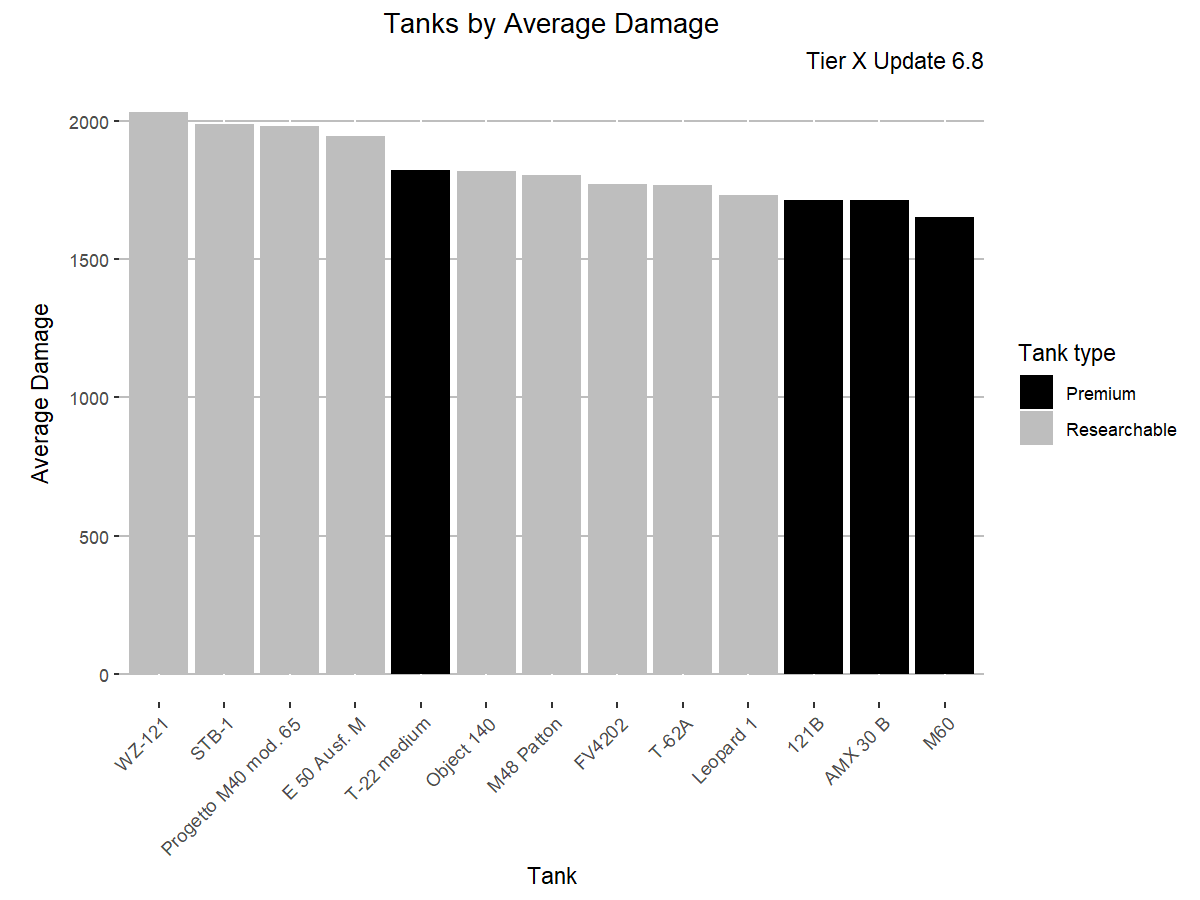 Tanks by Average Damage
Tier X Update 6.8
Average Damage
2000
1500
1000
500
0
WZ-121
STB-1
Progetto M40 mod. 65
E 50 Ausf. M
T-22 medium
Object 140
M48 Patton
FV4202
T-62A
Leopard 1
121B
AMX 30 B
M60
Tank
Tank type
Premium
Researchable